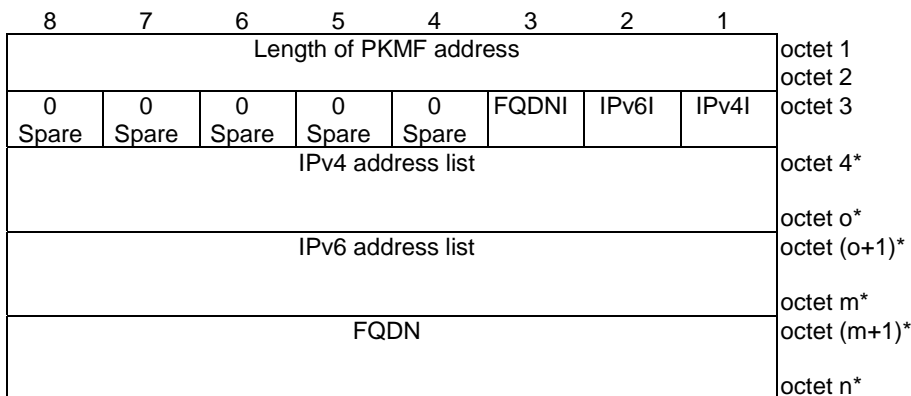 8 7 6 5 4 3 2 1
Length of PKMF address octet 1
octet 2
0 0 0 0 0 FQDNI IPv6I IPv4I octet 3
Spare Spare Spare Spare Spare
IPv4 address list octet 4*
octet o*
IPv6 address list octet (o+1)*
octet m*
FQDN octet (m+1)*
octet n*